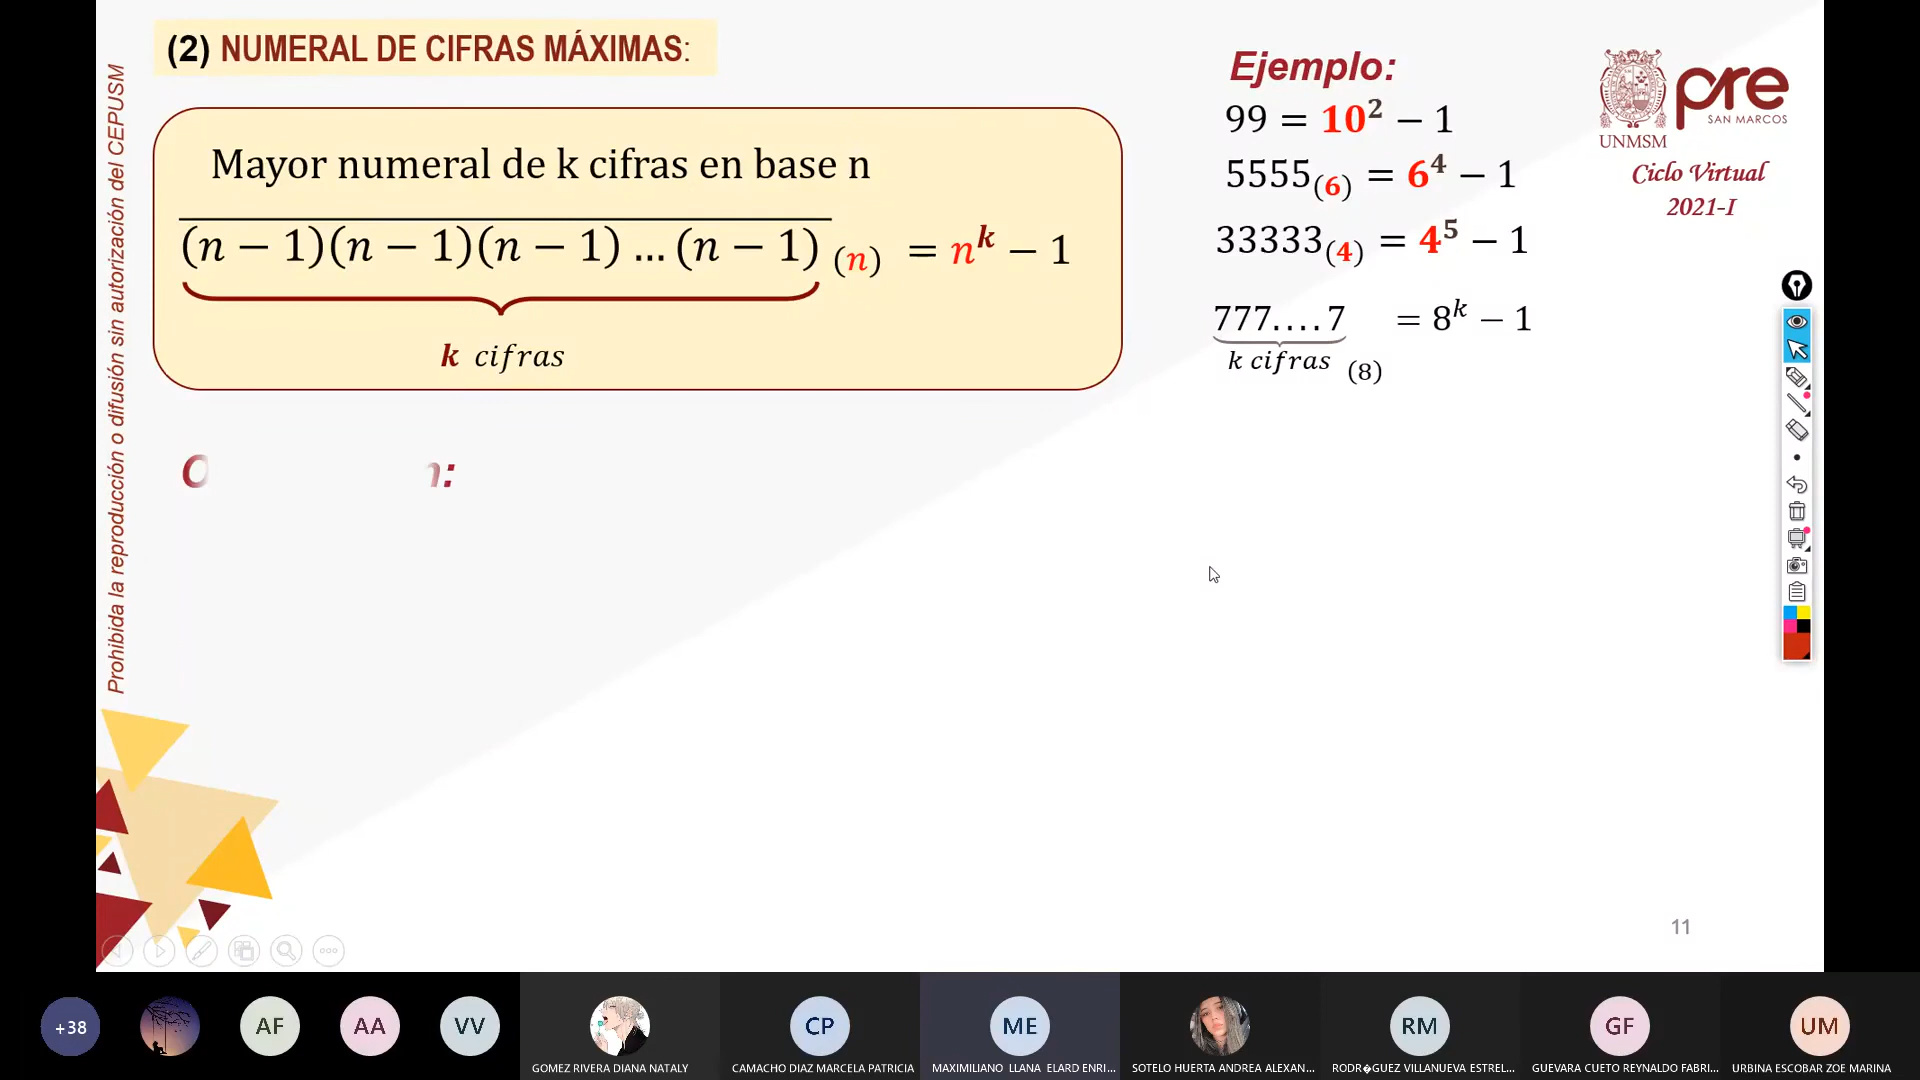 (2) NUMERAL DE CIFRAS MÁXIMAS:
Mayor numeral de k cifras en base n
(n − 1)(n − 1)(n − 1) ... (n − 1) (n) = n^k − 1
k cifras
Ejemplo:
99 = 10² − 1
5555(6) = 6⁴ − 1
33333(4) = 4⁵ − 1
777....7 = 8^k − 1
k cifras (8)
UNMSM
pre
SAN MARCOS
Ciclo Virtual
2021-I
Prohibida la reproducción o difusión sin autorización del CEPUSM
11
+38
AF
AA
VV
GOMEZ RIVERA DIANA NATALY
CP
CAMACHO DIAZ MARCELA PATRICIA
ME
MAXIMILIANO LLANA ELARD ENRI...
SOTELO HUERTA ANDREA ALEXAN...
RM
RODR�GUEZ VILLANUEVA ESTREL...
GF
GUEVARA CUETO REYNALDO FABRI...
UM
URBINA ESCOBAR ZOE MARINA